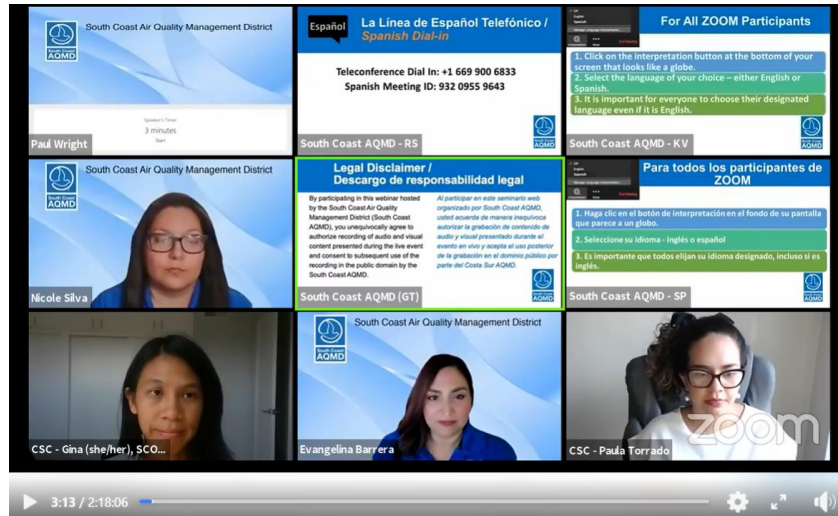 South Coast Air Quality Management District
South Coast
AQMD
Speaker's Timer
3 minutes
Start
Paul Wright
Español
La Línea de Español Telefónico /
Spanish Dial-in
Teleconference Dial In: +1 669 900 6833
Spanish Meeting ID: 932 0955 9643
South Coast
AQMD
South Coast AQMD - RS
For All ZOOM Participants
1. Click on the interpretation button at the bottom of your
screen that looks like a globe.
2. Select the language of your choice – either English or
Spanish.
3. It is important for everyone to choose their designated
language even if it is English.
South Coast
AQMD
South Coast AQMD - KV
South Coast Air Quality Management District
South Coast
AQMD
Nicole Silva
Legal Disclaimer /
Descargo de responsabilidad legal
By participating in this webinar hosted
by the South Coast Air Quality
Management District (South Coast
AQMD), you unequivocally agree to
authorize recording of audio and visual
content presented during the live event
and consent to subsequent use of the
recording in the public domain by the
South Coast AQMD.
Al participar en este seminario web
organizado por South Coast AQMD,
usted acuerda de manera inequívoca
autorizar la grabación de contenido de
audio y visual presentado durante el
evento en vivo y acepta el uso posterior
de la grabación en el dominio público por
parte del Costa Sur AQMD.
South Coast
AQMD
South Coast AQMD (GT)
Para todos los participantes de
ZOOM
1. Haga clic en el botón de interpretación en el fondo de su pantalla
que parece a un globo.
2. Seleccione su idioma - inglés o español
3. Es importante que todos elijan su idioma designado, incluso si es
inglés.
South Coast
AQMD
South Coast AQMD - SP
CSC - Gina (she/her), SCO...
South Coast Air Quality Management District
South Coast
AQMD
Evangelina Barrera
CSC - Paula Torrado
zoom
3:13 / 2:18:06